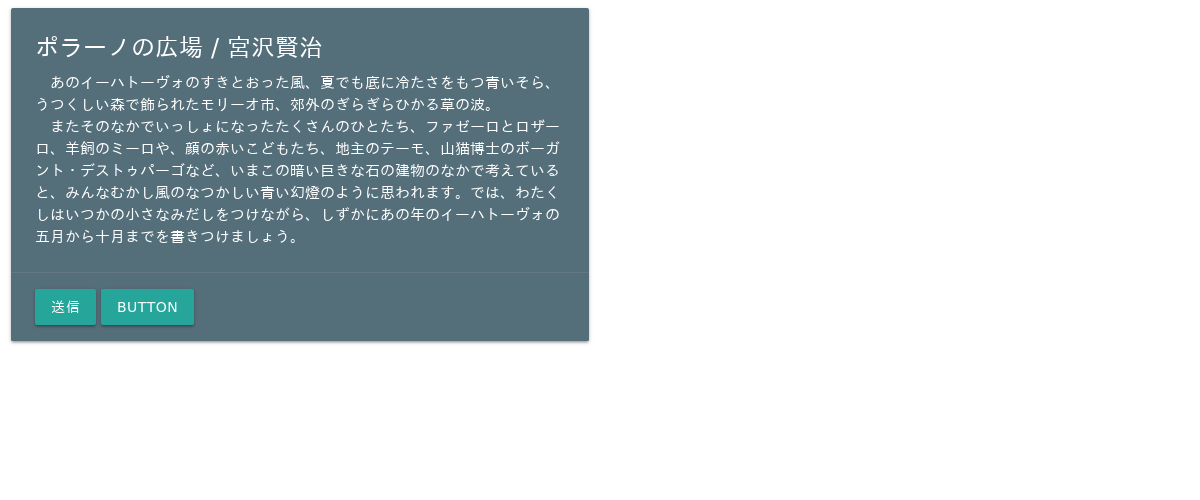 ポラーノの広場 / 宮沢賢治
　あのイーハトーヴォのすきとおった風、夏でも底に冷たさをもつ青いそら、
うつくしい森で飾られたモリーオ市、郊外のぎらぎらひかる草の波。
　またそのなかでいっしょになったたくさんのひとたち、ファゼーロとロザー
ロ、羊飼のミーロや、顔の赤いこどもたち、地主のテーモ、山猫博士のボーガ
ント・デストゥパーゴなど、いまこの暗い巨きな石の建物のなかで考えている
と、みんなむかし風のなつかしい青い幻燈のように思われます。では、わたく
しはいつかの小さなみだしをつけながら、しずかにあの年のイーハトーヴォの
五月から十月までを書きつけましょう。
送信 BUTTON